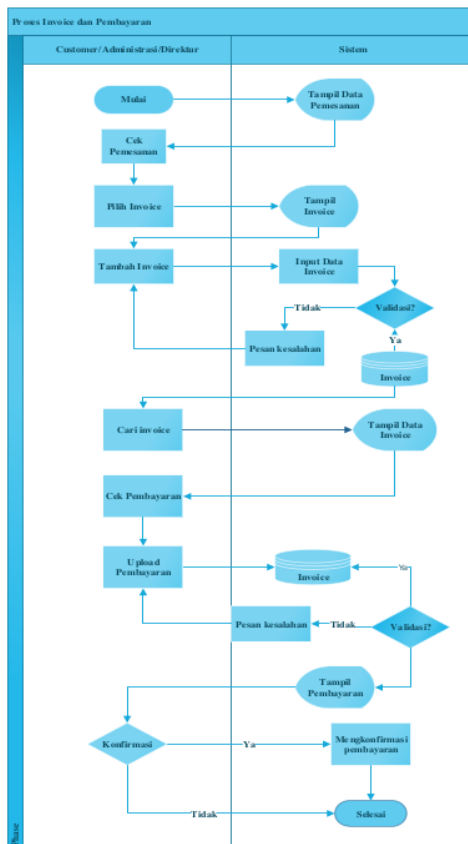 Proses Invoice dan Pembayaran
Customer/Administrasi/Direktur
Sistem
Mulai
Tampil Data
Pemesanan
Cek
Pemesanan
Pilih Invoice
Tampil
Invoice
Tambah Invoice
Input Data
Invoice
Validasi?
Tidak
Pesan kesalahan
Ya
Invoice
Cari invoice
Tampil Data
Invoice
Cek Pembayaran
Upload
Pembayaran
Invoice
Ya
Pesan kesalahan
Tidak
Validasi?
Tampil
Pembayaran
Konfirmasi
Ya
Mengkonfirmasi
pembayaran
Tidak
Selesai
Phase